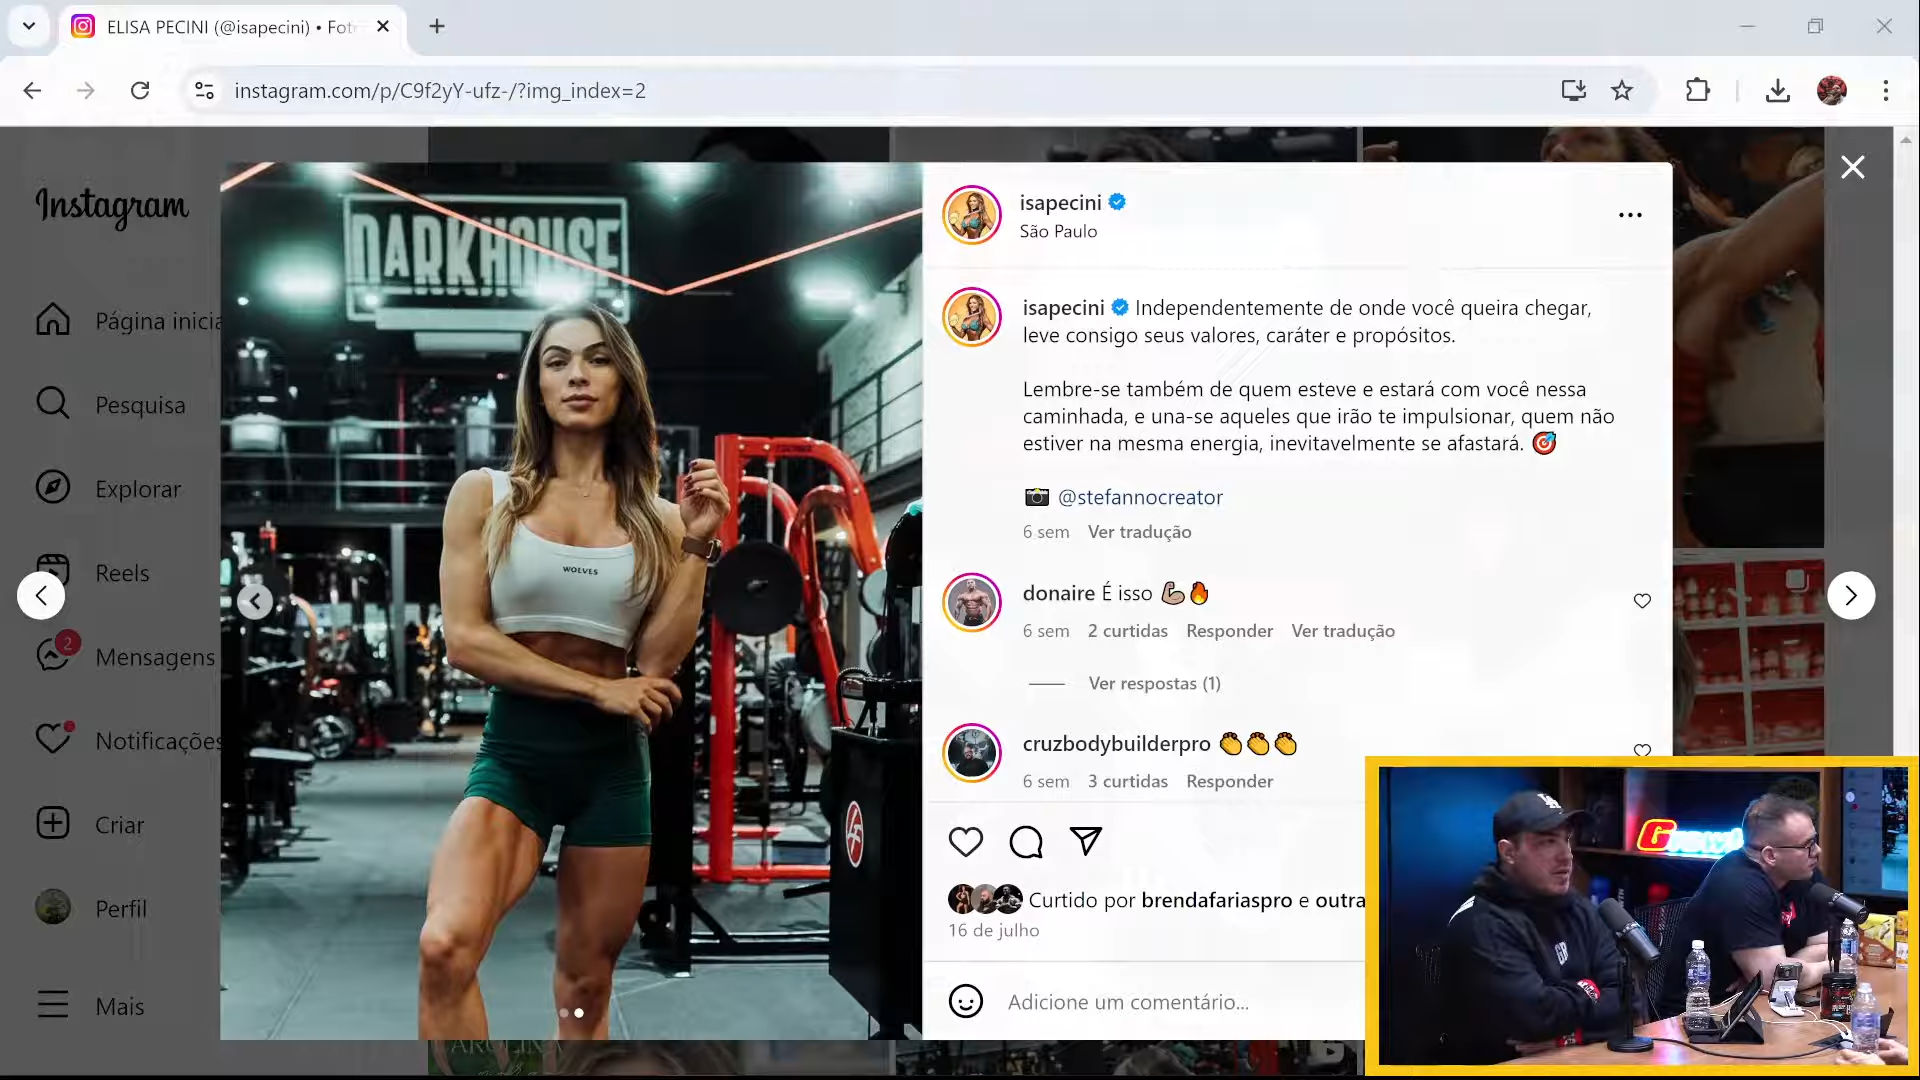 ELISA PECINI (@isapecini) • Fot
instagram.com/p/C9f2yY-ufz-/?img_index=2
Instagram
Página inicia
Pesquisa
Explorar
Reels
2
Mensagens
Notificações
Criar
Perfil
Mais
DARKHOUSE
WOLVES
isapecini
São Paulo
isapecini Independentemente de onde você queira chegar,
leve consigo seus valores, caráter e propósitos.
Lembre-se também de quem esteve e estará com você nessa
caminhada, e una-se aqueles que irão te impulsionar, quem não
estiver na mesma energia, inevitavelmente se afastará. 🎯
📷 @stefannocreator
6 sem Ver tradução
donaire É isso 💪🏼🔥
6 sem 2 curtidas Responder Ver tradução
Ver respostas (1)
cruzbodybuilderpro 👏👏👏
6 sem 3 curtidas Responder
Curtido por brendafariaspro e outra
16 de julho
Adicione um comentário...